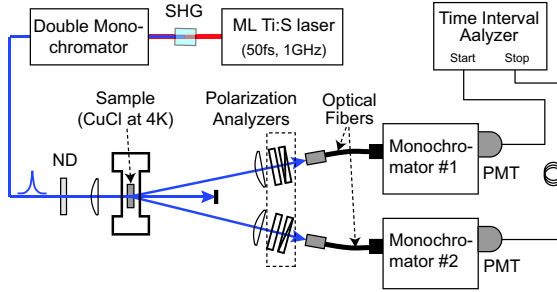 SHG
Double Mono-
chromator
ML Ti:S laser
(50fs, 1GHz)
Time Interval
Aalyzer
Start
Stop
Sample
(CuCl at 4K)
Polarization
Analyzers
Optical
Fibers
ND
Monochro-
mator #1
PMT
Monochro-
mator #2
PMT